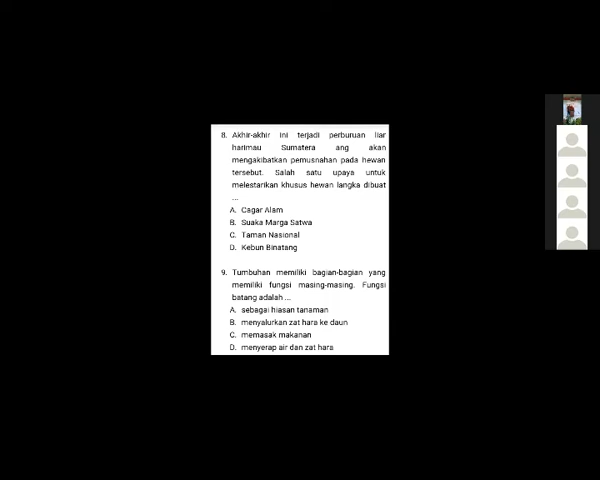 8. Akhir-akhir ini terjadi perburuan liar
harimau Sumatera ang akan
mengakibatkan pemusnahan pada hewan
tersebut. Salah satu upaya untuk
melestarikan khusus hewan langka dibuat
...
A. Cagar Alam
B. Suaka Marga Satwa
C. Taman Nasional
D. Kebun Binatang
9. Tumbuhan memiliki bagian-bagian yang
memiliki fungsi masing-masing. Fungsi
batang adalah ...
A. sebagai hiasan tanaman
B. menyalurkan zat hara ke daun
C. memasak makanan
D. menyerap air dan zat hara